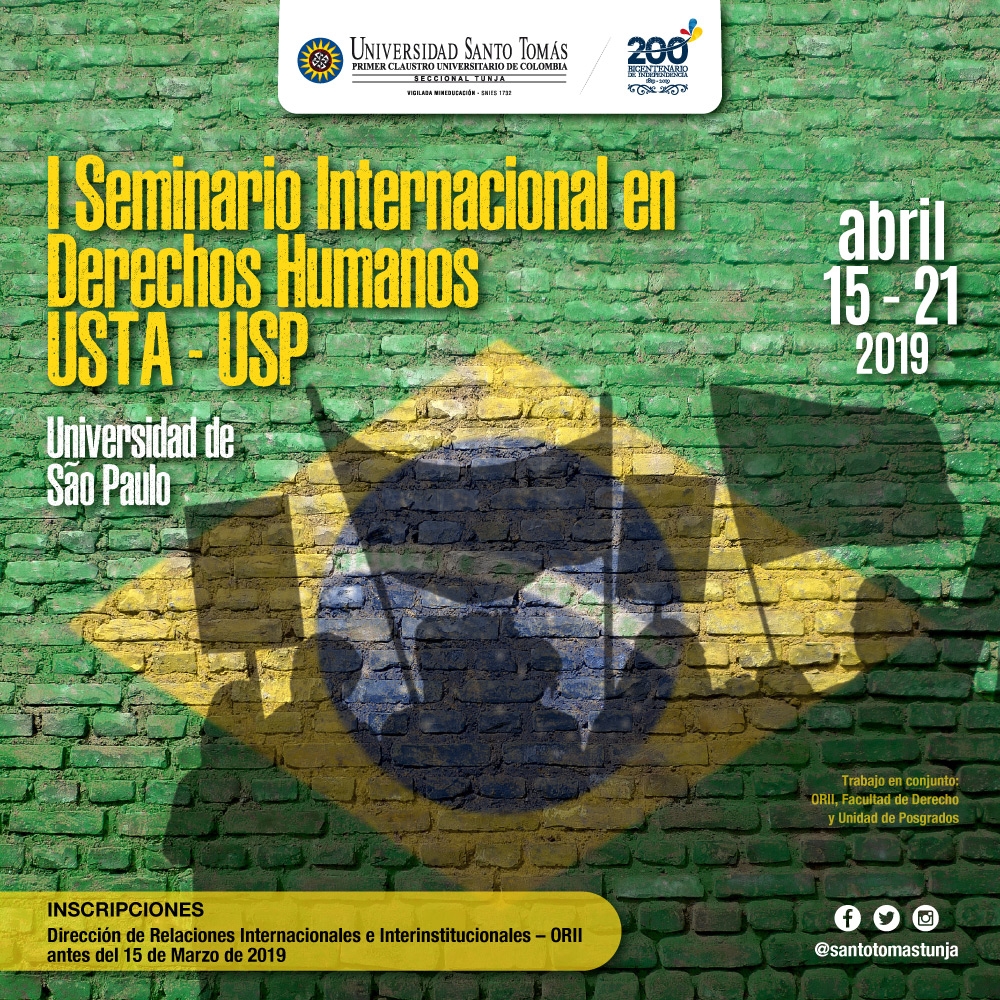 UNIVERSIDAD SANTO TOMÁS
PRIMER CLAUSTRO UNIVERSITARIO DE COLOMBIA
SECCIONAL TUNJA
VIGILADA MINEDUCACIÓN - SNIES 1732
200
BICENTENARIO
DE INDEPENDENCIA
1819-2019
I Seminario Internacional en
Derechos Humanos
USTA - USP
abril
15 - 21
2019
Universidad de
São Paulo
Trabajo en conjunto:
ORII, Facultad de Derecho
y Unidad de Posgrados
INSCRIPCIONES
Dirección de Relaciones Internacionales e Interinstitucionales – ORII
antes del 15 de Marzo de 2019
@santotomastunja